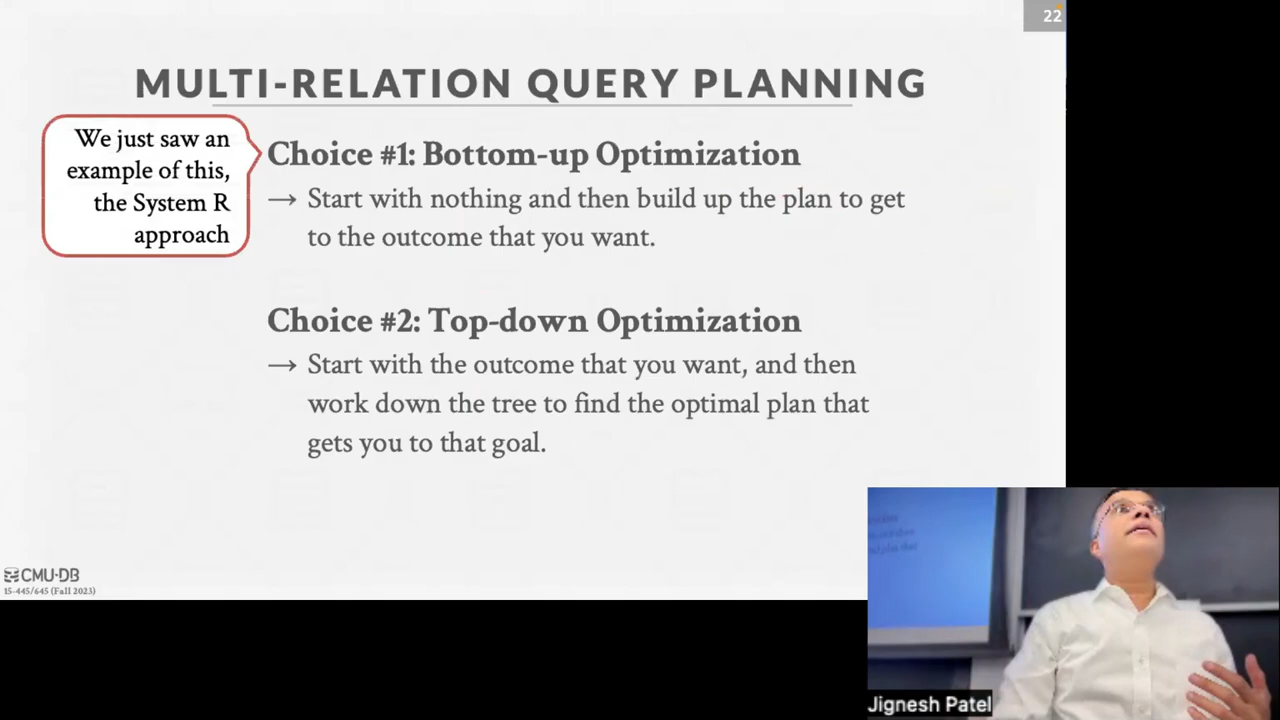 22
MULTI-RELATION QUERY PLANNING
We just saw an
example of this,
the System R
approach
Choice #1: Bottom-up Optimization
→ Start with nothing and then build up the plan to get
to the outcome that you want.
Choice #2: Top-down Optimization
→ Start with the outcome that you want, and then
work down the tree to find the optimal plan that
gets you to that goal.
CMU·DB
15-445/645 (Fall 2023)
Jignesh Patel